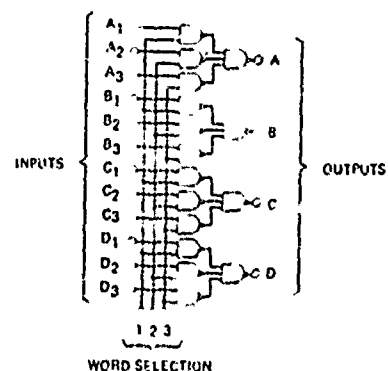 A1
A2
A
A3
B1
B2
B
B3
INPUTS
C1
OUTPUTS
C2
C
C3
D1
D2
D
D3
1 2 3
WORD SELECTION